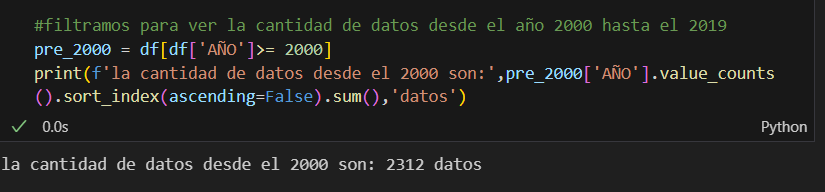 #filtramos para ver la cantidad de datos desde el año 2000 hasta el 2019
pre_2000 = df[df['AÑO']>= 2000]
print(f'la cantidad de datos desde el 2000 son:',pre_2000['AÑO'].value_counts
().sort_index(ascending=False).sum(),'datos')
0.0s
Python
la cantidad de datos desde el 2000 son: 2312 datos